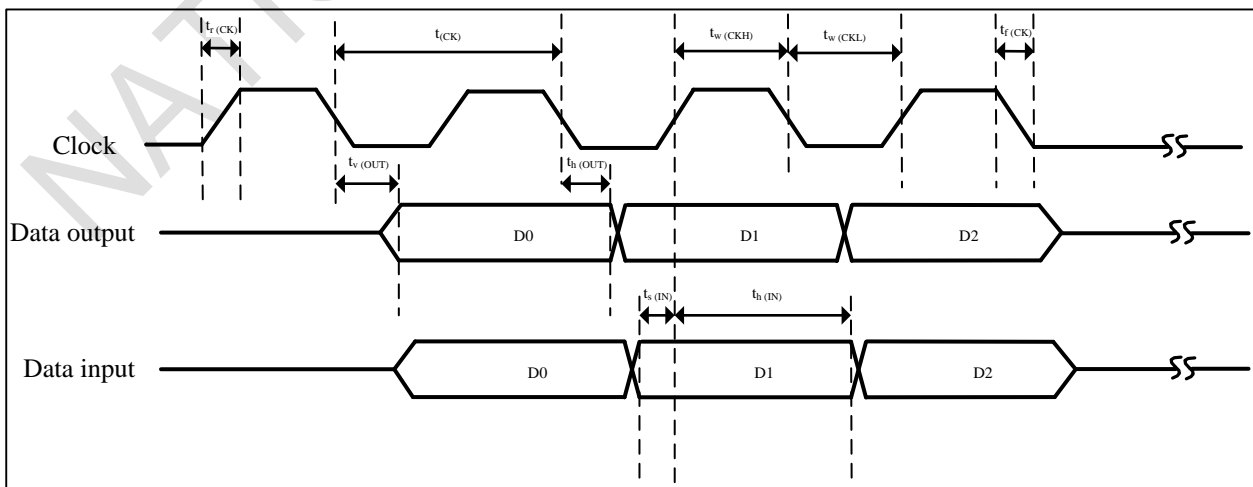 tr (CK)
t(CK)
tw (CKH)
tw (CKL)
tf (CK)
Clock
tv (OUT)
th (OUT)
Data output
D0
D1
D2
ts (IN)
th (IN)
Data input
D0
D1
D2
NATI